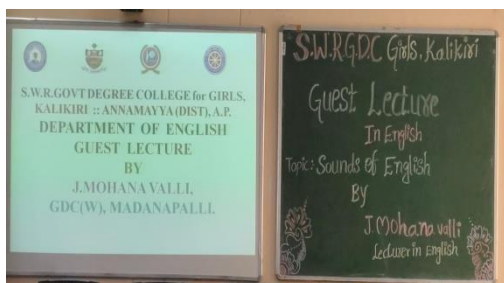 S.W.R.GOVT DEGREE COLLEGE for GIRLS,
KALIKIRI :: ANNAMAYYA (DIST), A.P.
DEPARTMENT OF ENGLISH
GUEST LECTURE
BY
J.MOHANA VALLI,
GDC(W), MADANAPALLI.
S.W.R.G.D.C Girls, Kalikiri
Guest Lecture
In English
Topic: Sounds of English
By
J. Mohana valli
Lecturer in English